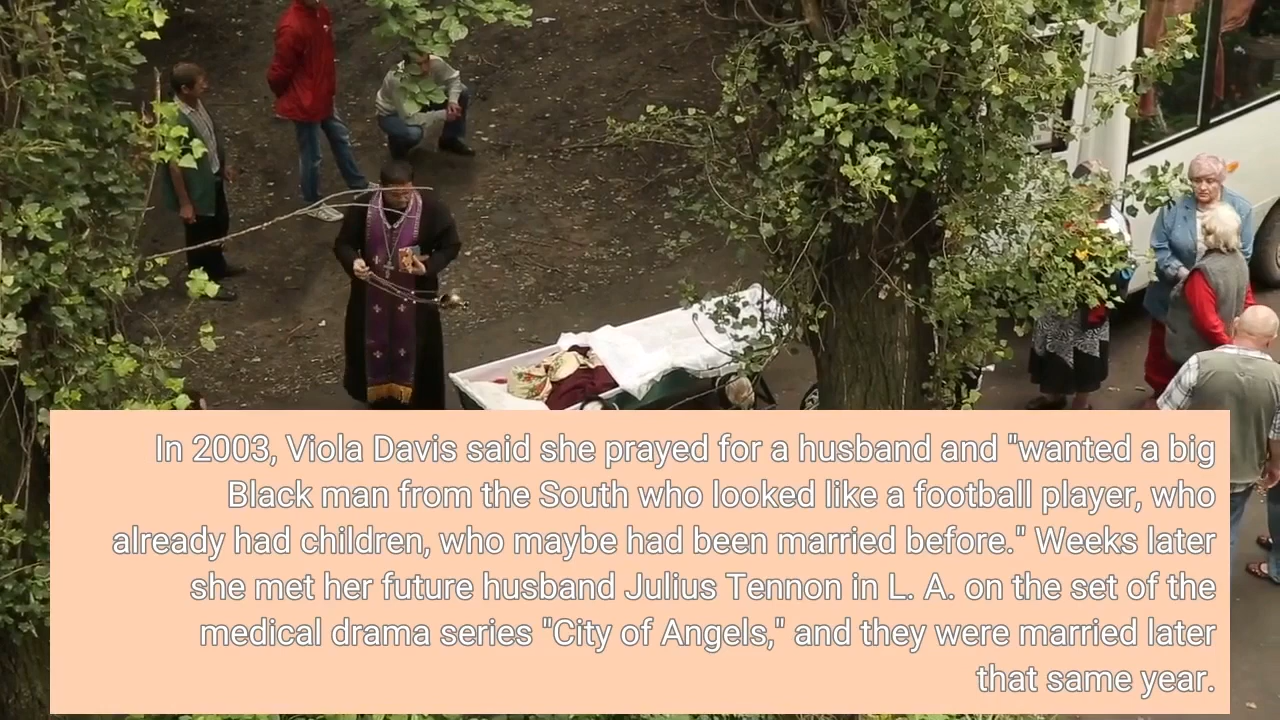 In 2003, Viola Davis said she prayed for a husband and "wanted a big
Black man from the South who looked like a football player, who
already had children, who maybe had been married before." Weeks later
she met her future husband Julius Tennon in L. A. on the set of the
medical drama series "City of Angels," and they were married later
that same year.